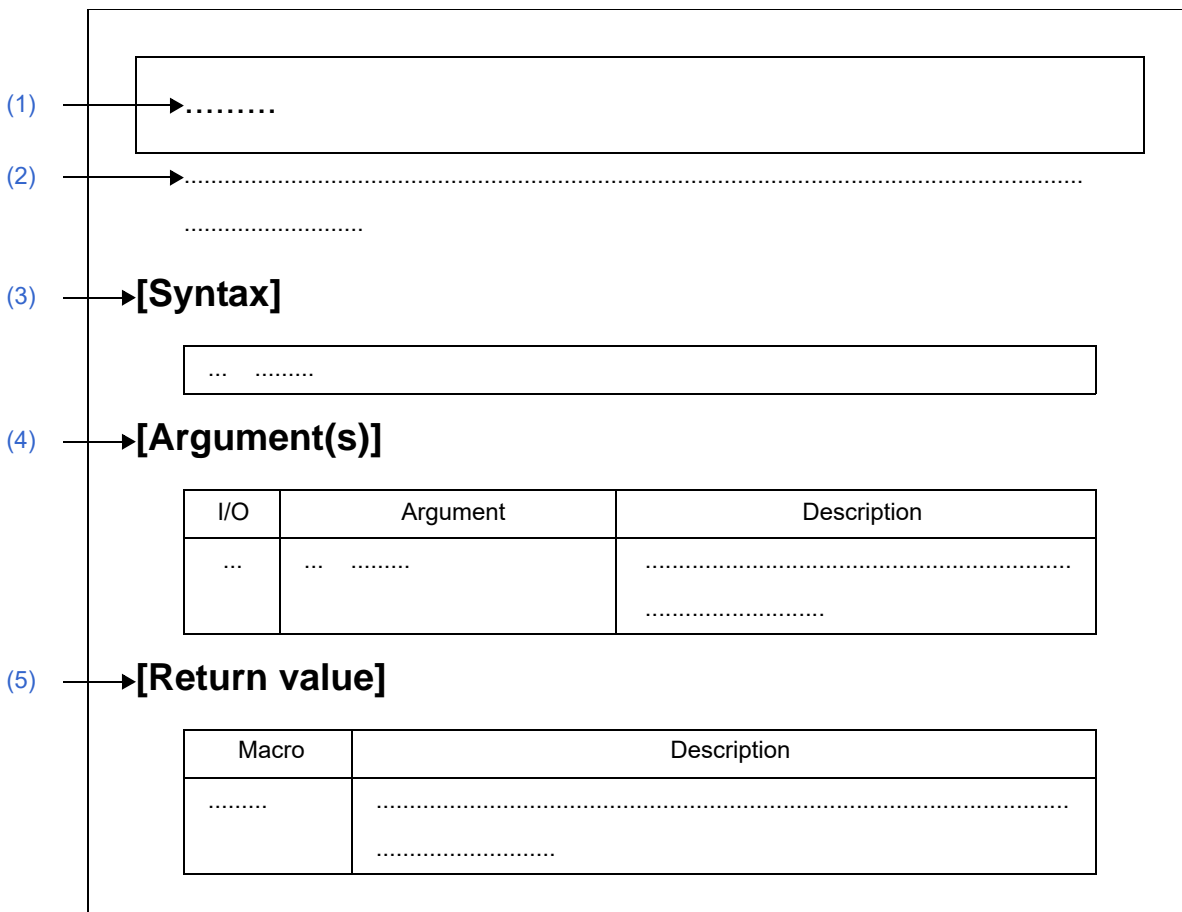 (1) .........
(2) .......................................................................................................................................
...........................
(3) [Syntax]
... .........
(4) [Argument(s)]
I/O Argument Description
... ... ......... ................................................................
...........................
(5) [Return value]
Macro Description
......... ........................................................................................................
...........................